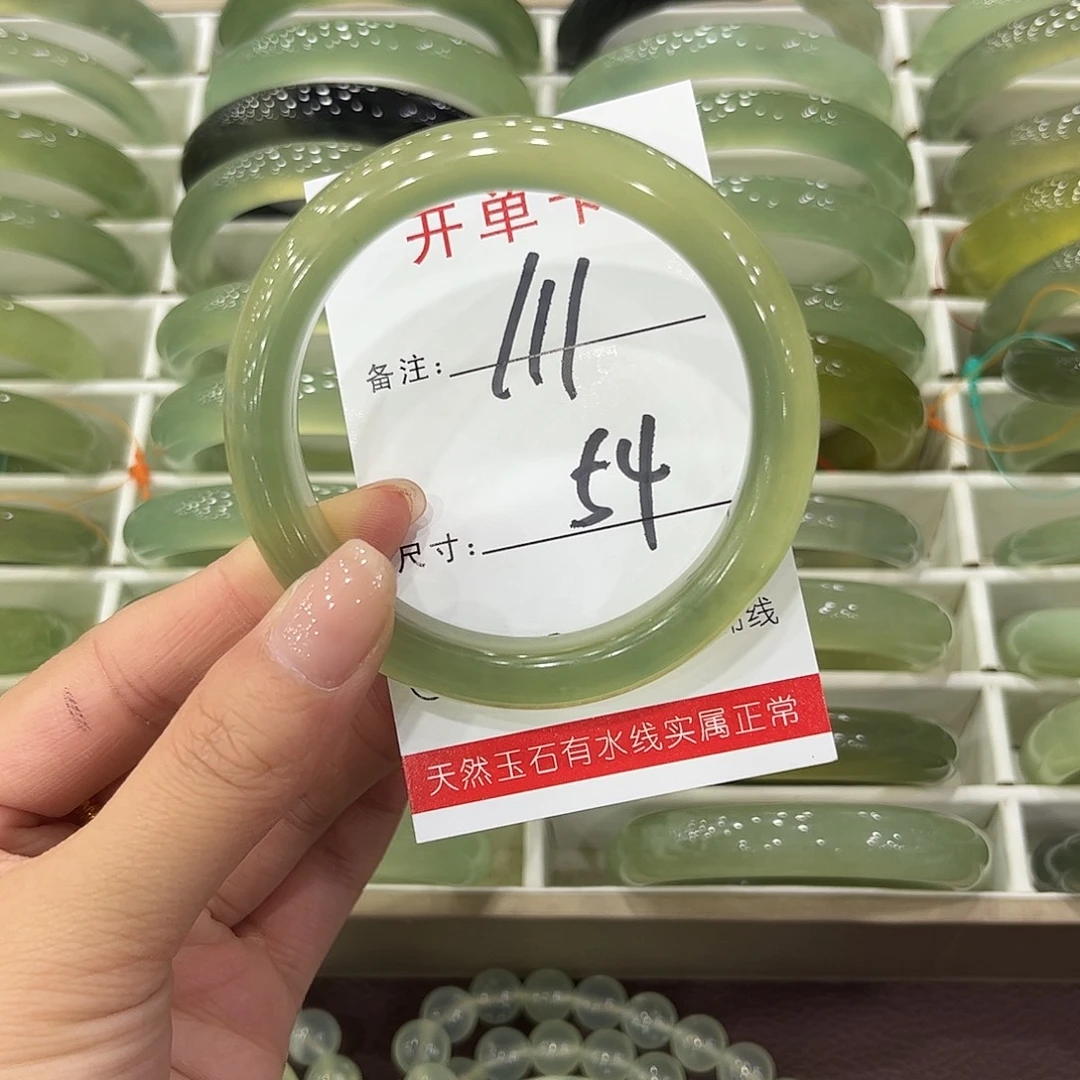 开单卡
备注: 111
尺寸: 54
线
天然玉石有水线实属正常